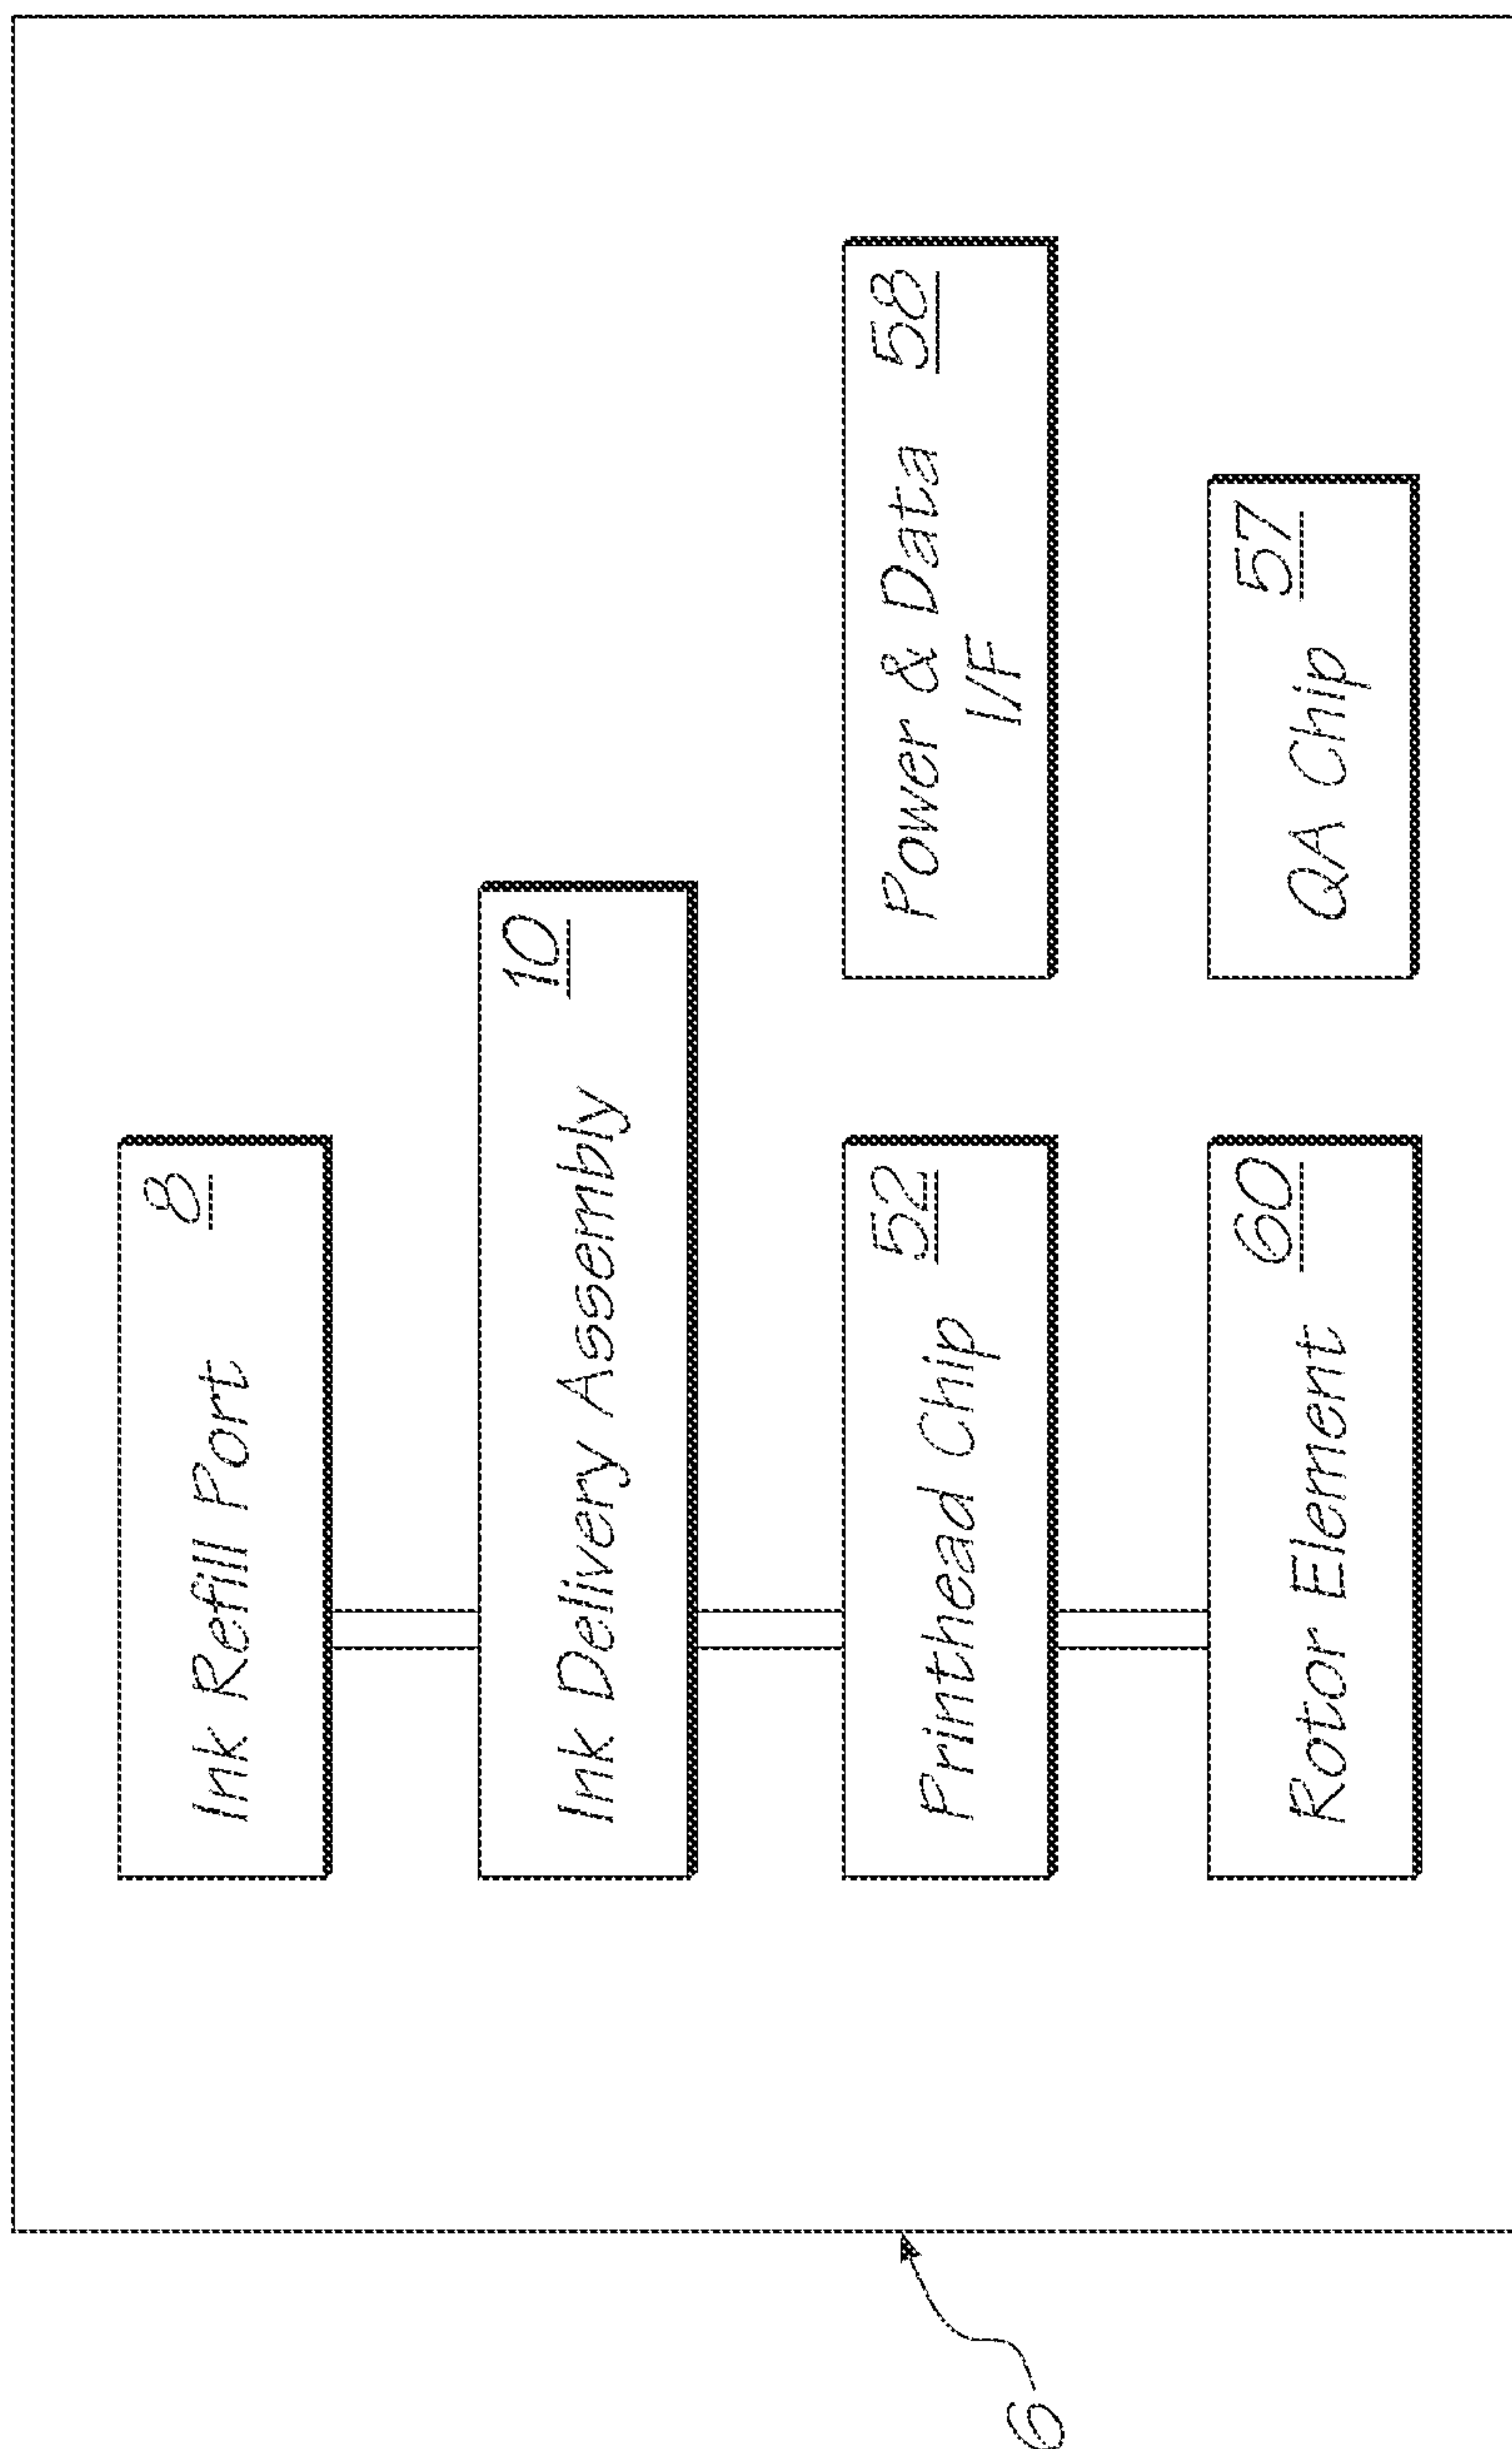 Ink Refill Port 8
Ink Delivery Assembly 10
Printhead Chip 52
Power & Data 58
I/F
Rotor Element 60
QA Chip 57
6